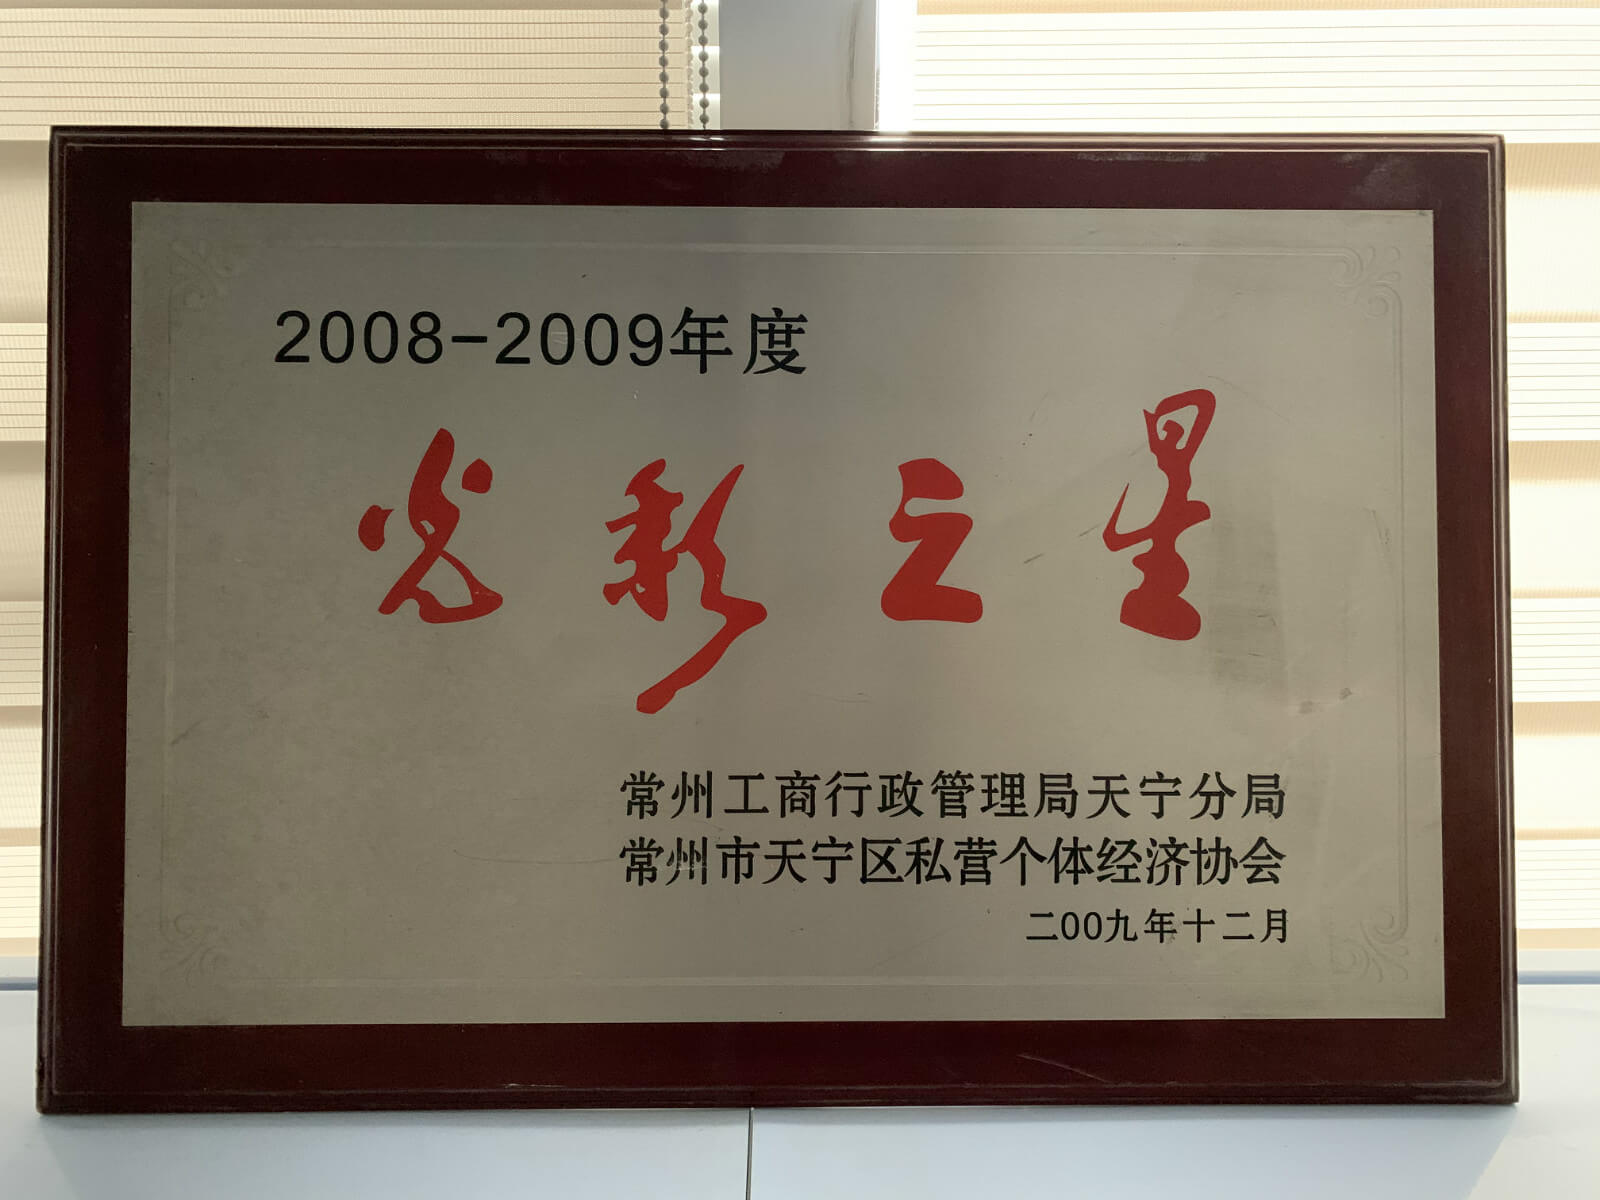 2008-2009年度
光彩之星
常州工商行政管理局天宁分局
常州市天宁区私营个体经济协会
二00九年十二月